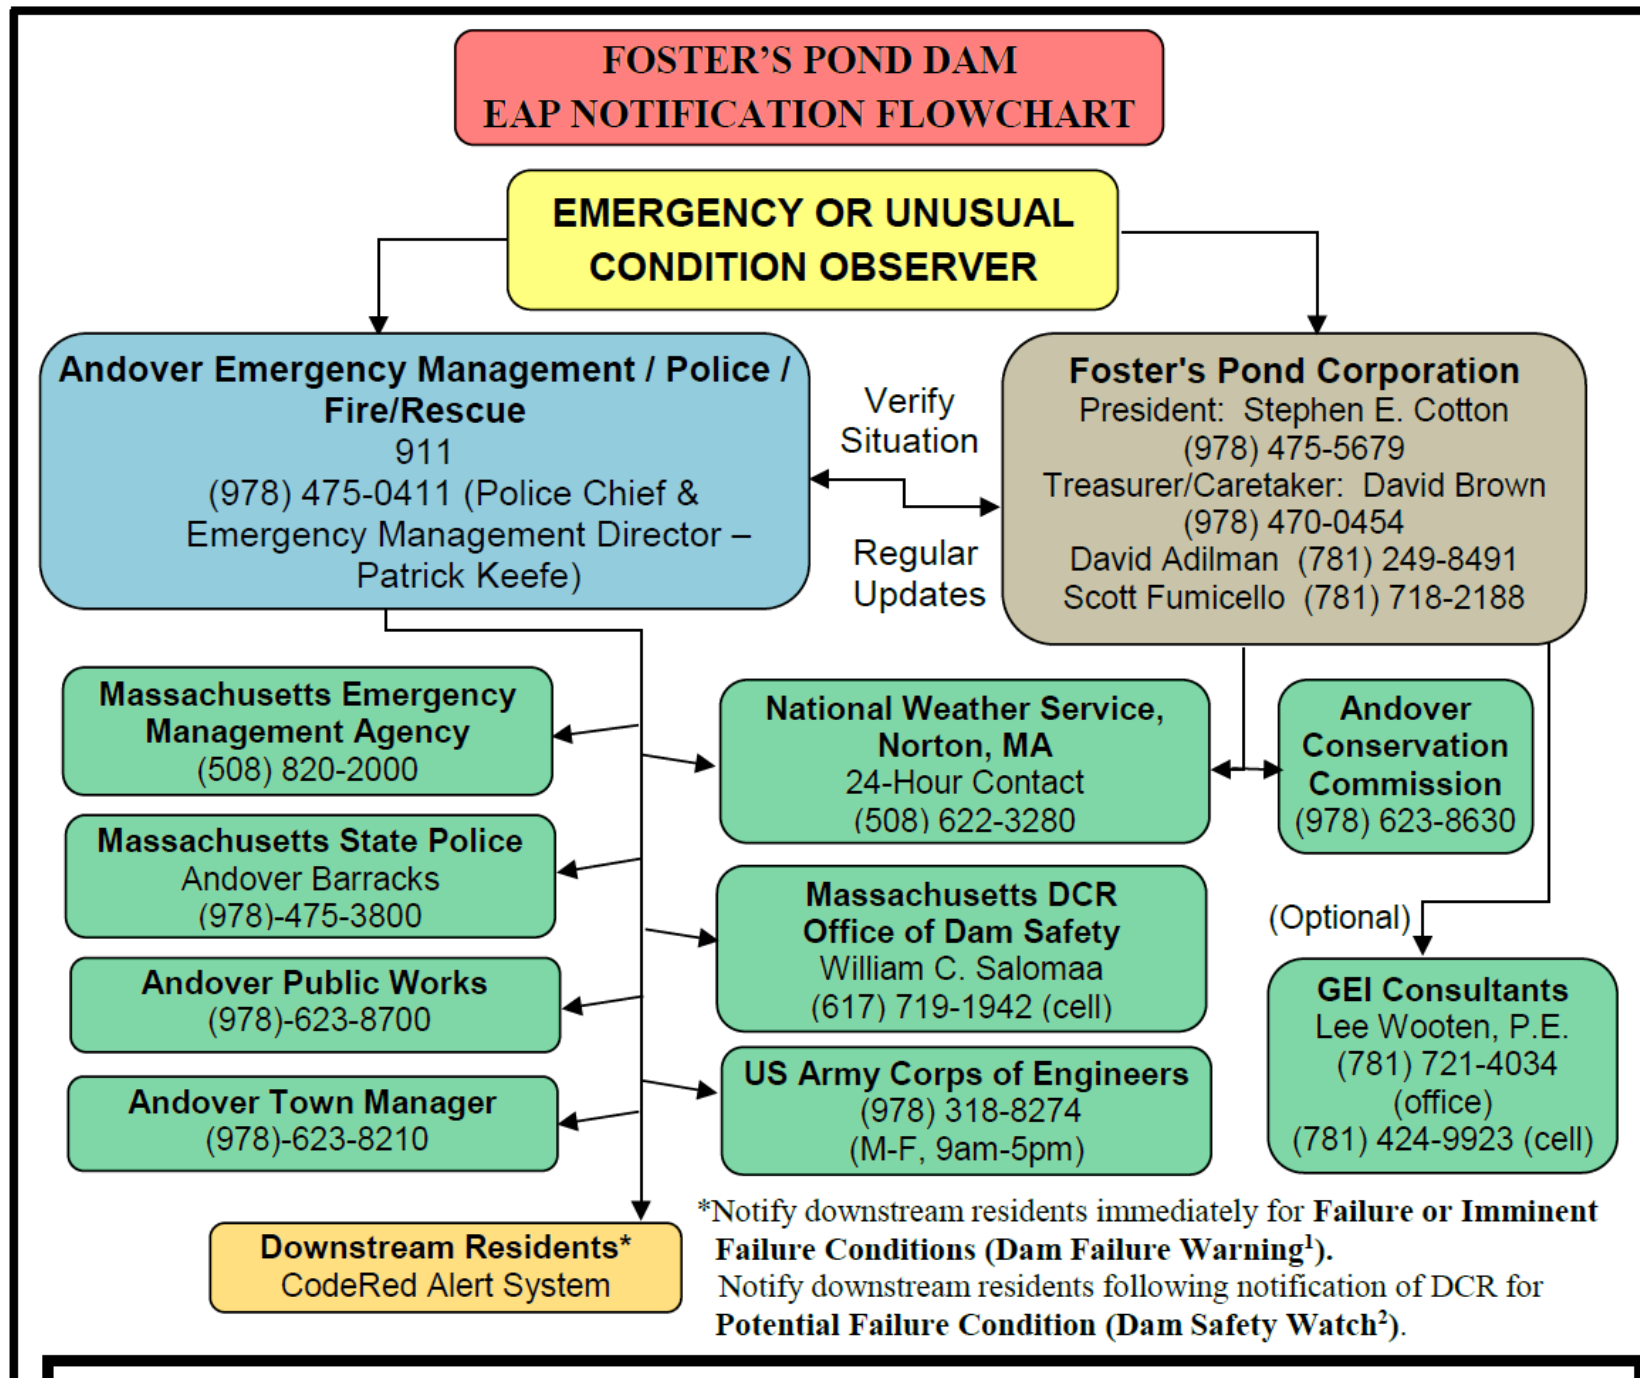 FOSTER’S POND DAM
EAP NOTIFICATION FLOWCHART
EMERGENCY OR UNUSUAL
CONDITION OBSERVER
Andover Emergency Management / Police /
Fire/Rescue
911
(978) 475-0411 (Police Chief &
Emergency Management Director –
Patrick Keefe)
Verify
Situation
Regular
Updates
Foster's Pond Corporation
President: Stephen E. Cotton
(978) 475-5679
Treasurer/Caretaker: David Brown
(978) 470-0454
David Adilman (781) 249-8491
Scott Fumicello (781) 718-2188
Massachusetts Emergency
Management Agency
(508) 820-2000
Massachusetts State Police
Andover Barracks
(978)-475-3800
Andover Public Works
(978)-623-8700
Andover Town Manager
(978)-623-8210
National Weather Service,
Norton, MA
24-Hour Contact
(508) 622-3280
Massachusetts DCR
Office of Dam Safety
William C. Salomaa
(617) 719-1942 (cell)
US Army Corps of Engineers
(978) 318-8274
(M-F, 9am-5pm)
Andover
Conservation
Commission
(978) 623-8630
(Optional)
GEI Consultants
Lee Wooten, P.E.
(781) 721-4034
(office)
(781) 424-9923 (cell)
Downstream Residents*
CodeRed Alert System
*Notify downstream residents immediately for Failure or Imminent
Failure Conditions (Dam Failure Warning¹).
Notify downstream residents following notification of DCR for
Potential Failure Condition (Dam Safety Watch²).